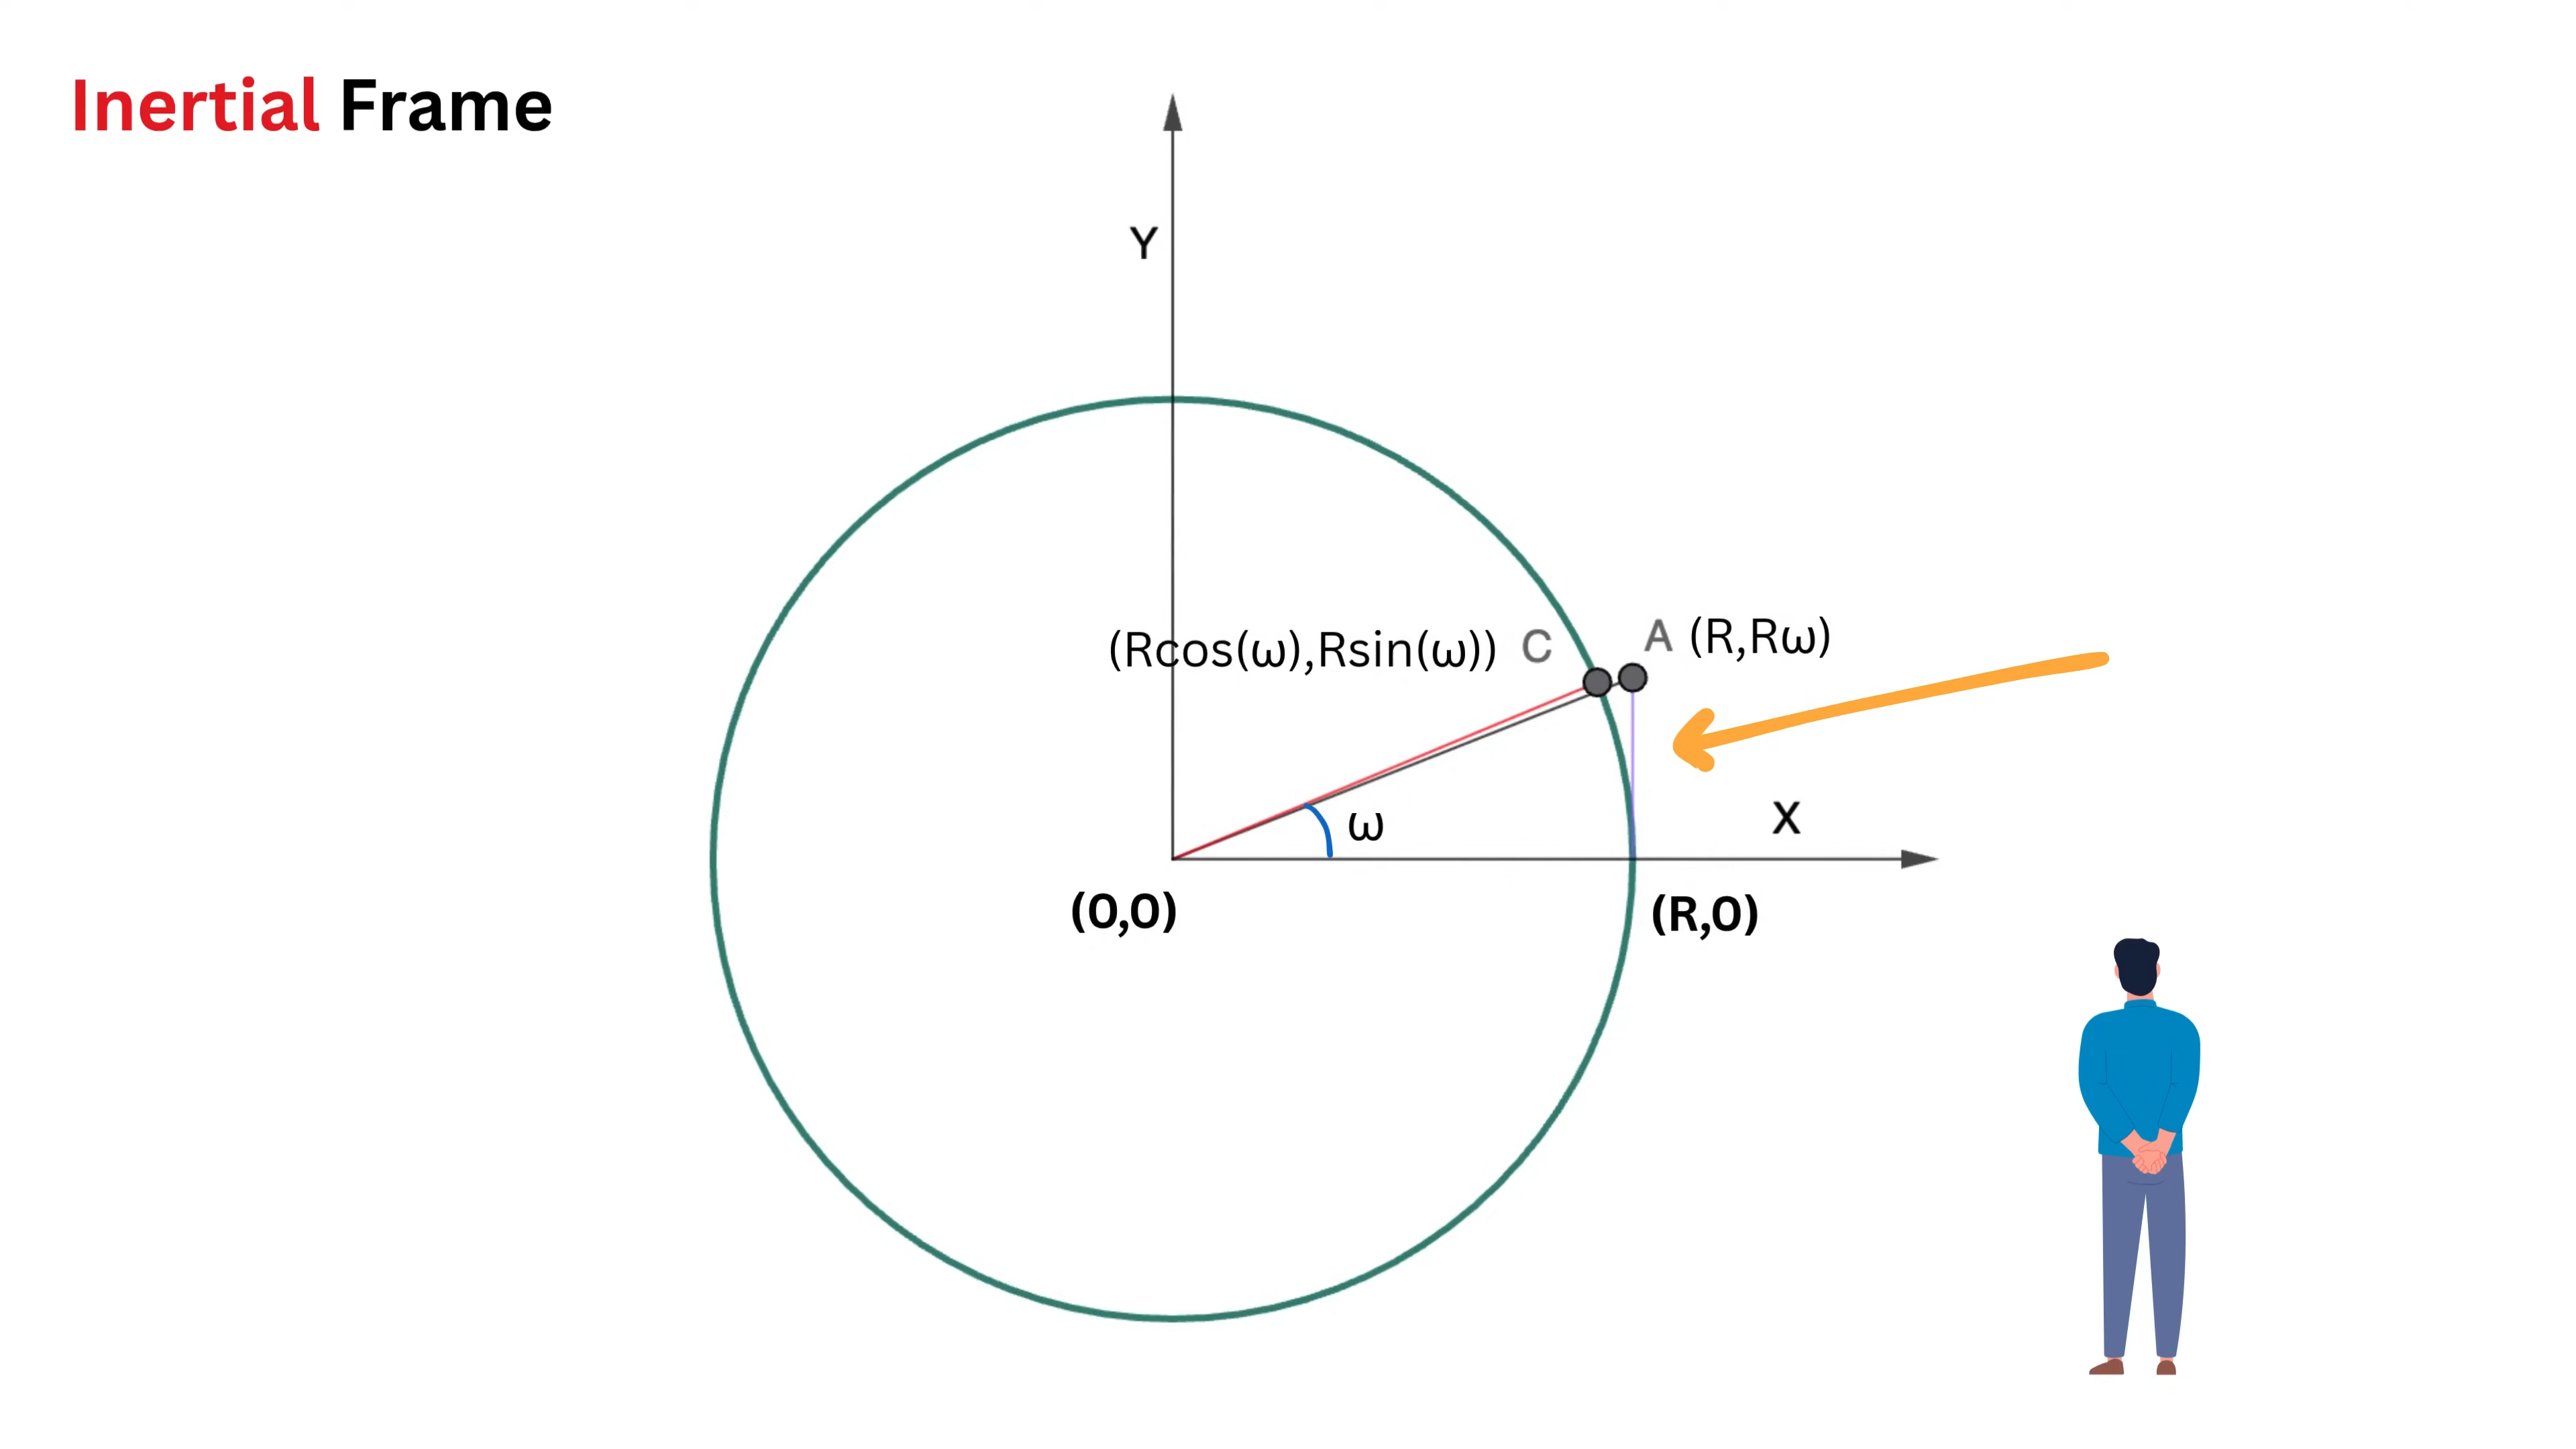 Inertial Frame
Y
(Rcos(ω),Rsin(ω)) C
A (R,Rω)
ω
X
(0,0)
(R,0)